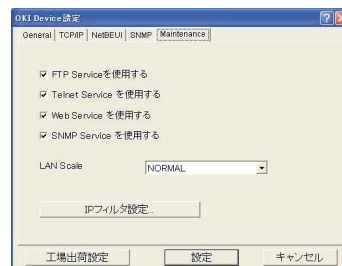 OKI Device設定
General TCP/IP NetBEUI SNMP Maintenance
FTP Serviceを使用する
Telnet Service を使用する
Web Service を使用する
SNMP Service を使用する
LAN Scale NORMAL
IPフィルタ設定...
工場出荷設定 設定 キャンセル